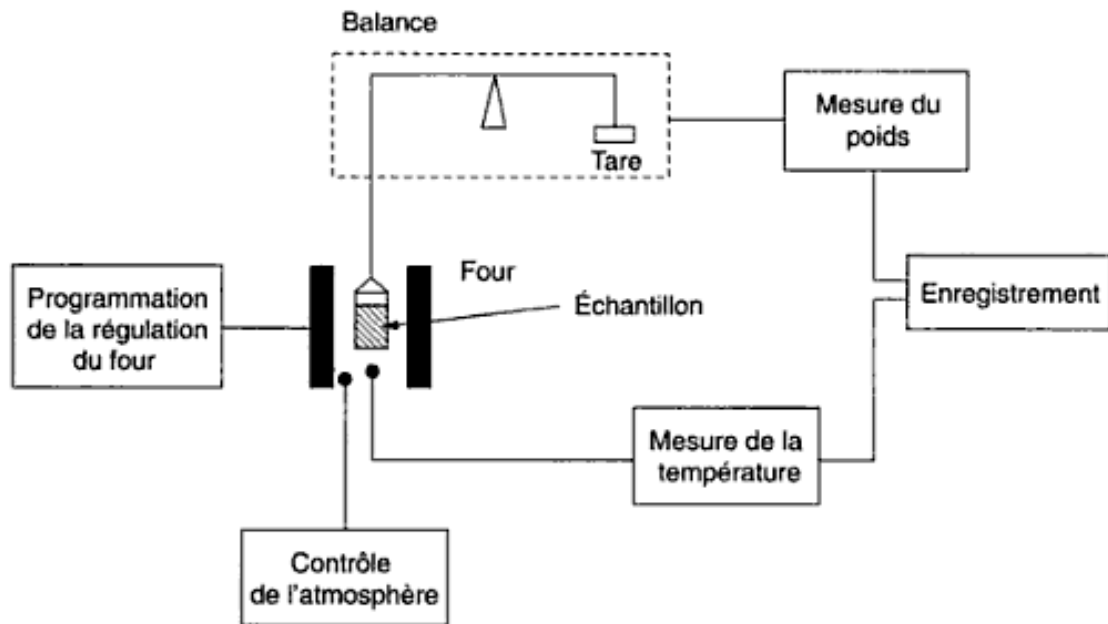 Balance
Mesure du
poids
Tare
Four
Programmation
de la régulation
du four
Échantillon
Enregistrement
Mesure de la
température
Contrôle
de l'atmosphère